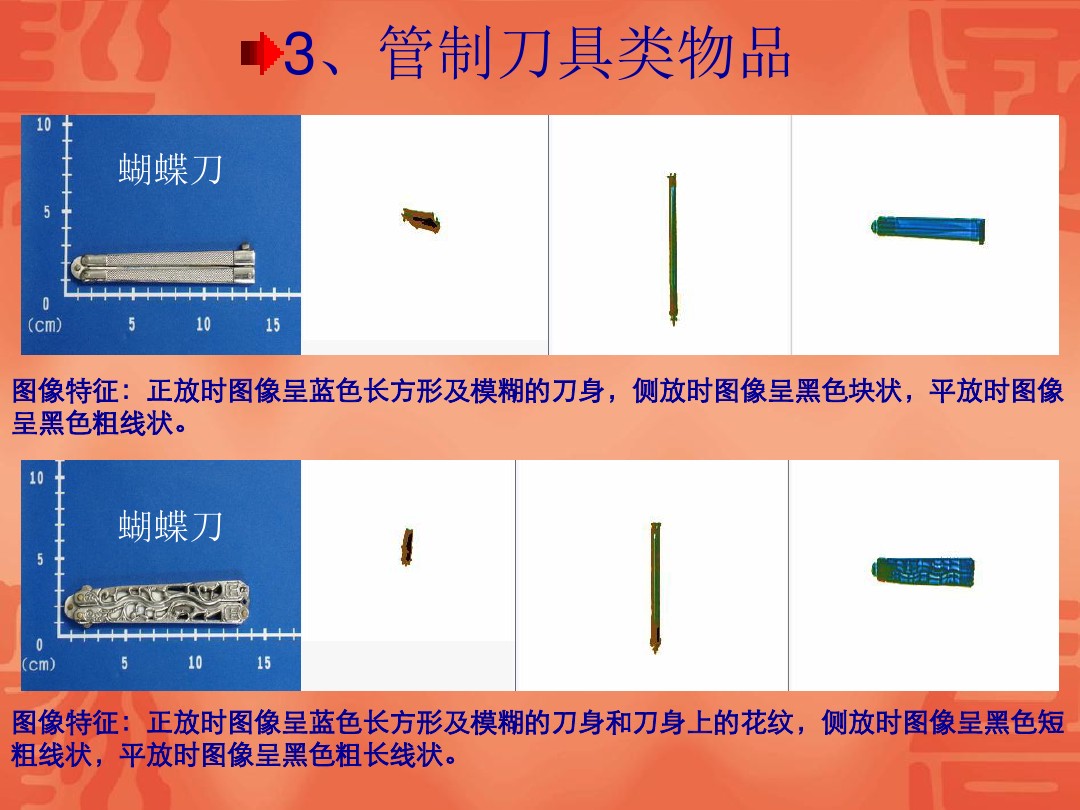 3、管制刀具类物品
10
蝴蝶刀
5
0
(cm) 5 10 15
图像特征：正放时图像呈蓝色长方形及模糊的刀身，侧放时图像呈黑色块状，平放时图像
呈黑色粗线状。
10
蝴蝶刀
5
0
(cm) 5 10 15
图像特征：正放时图像呈蓝色长方形及模糊的刀身和刀身上的花纹，侧放时图像呈黑色短
粗线状，平放时图像呈黑色粗长线状。